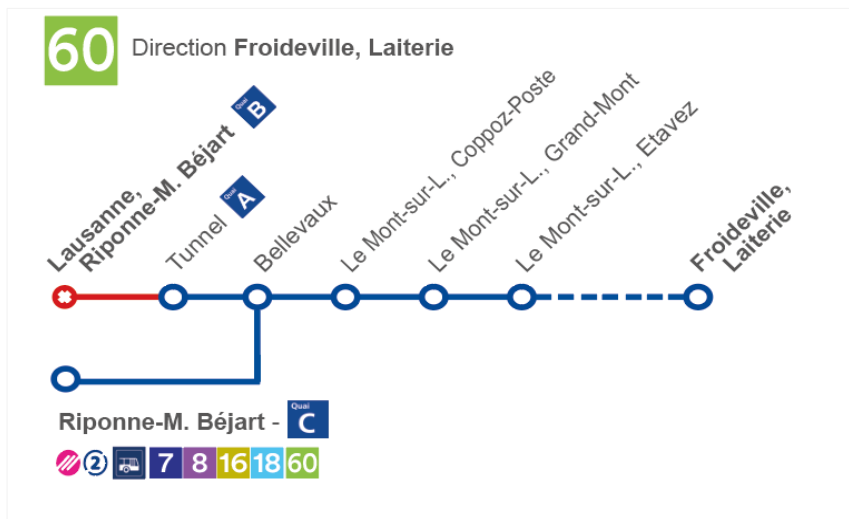 60 Direction Froideville, Laiterie
Lausanne,
Riponne-M. Béjart Quai B
Tunnel Quai A
Bellevaux
Le Mont-sur-L., Coppoz-Poste
Le Mont-sur-L., Grand-Mont
Le Mont-sur-L., Etavez
Froideville,
Laiterie
Riponne-M. Béjart - Quai C
m 2 7 8 16 18 60